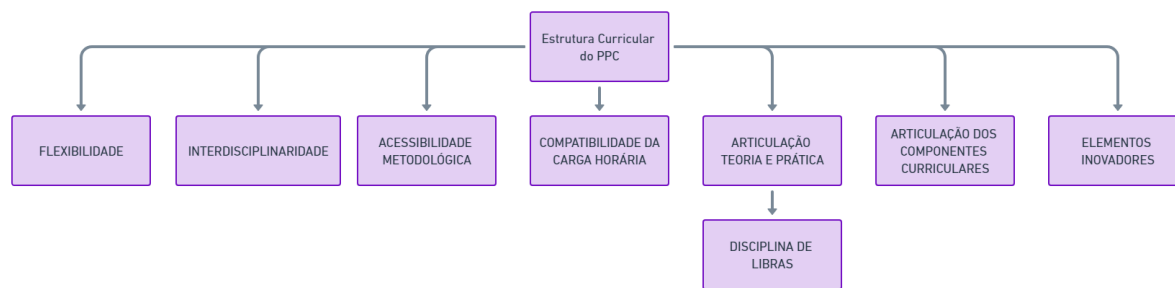 Estrutura Curricular
do PPC
FLEXIBILIDADE
INTERDISCIPLINARIDADE
ACESSIBILIDADE
METODOLÓGICA
COMPATIBILIDADE DA
CARGA HORÁRIA
ARTICULAÇÃO
TEORIA E PRÁTICA
ARTICULAÇÃO DOS
COMPONENTES
CURRICULARES
ELEMENTOS
INOVADORES
DISCIPLINA DE
LIBRAS